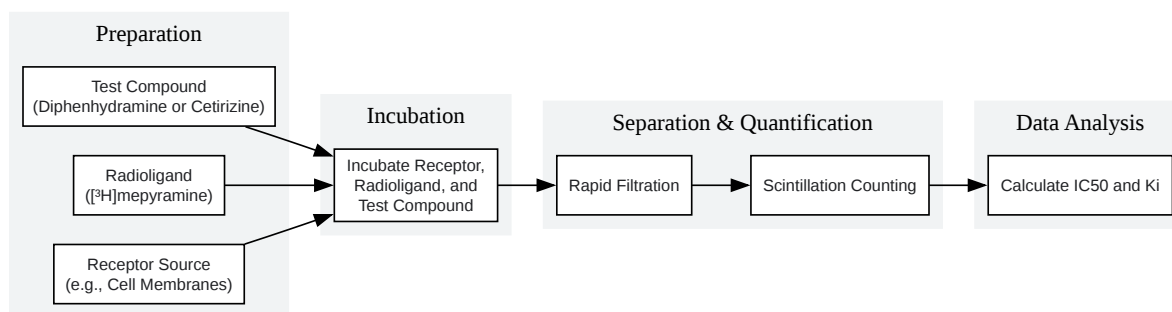 Preparation
Test Compound
(Diphenhydramine or Cetirizine)
Radioligand
([³H]mepyramine)
Receptor Source
(e.g., Cell Membranes)
Incubation
Incubate Receptor,
Radioligand, and
Test Compound
Separation & Quantification
Rapid Filtration
Scintillation Counting
Data Analysis
Calculate IC50 and Ki